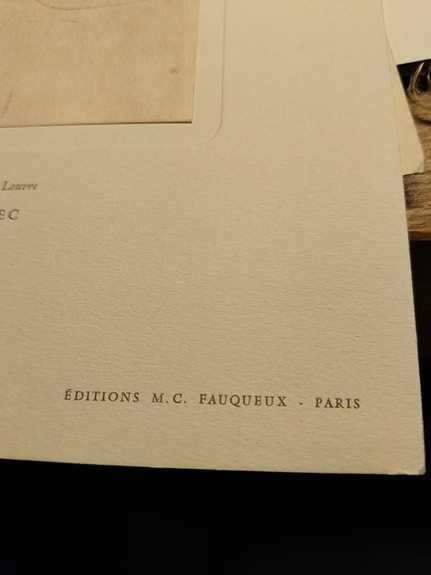 Louvre
EC
ÉDITIONS M.C. FAUQUEUX - PARIS